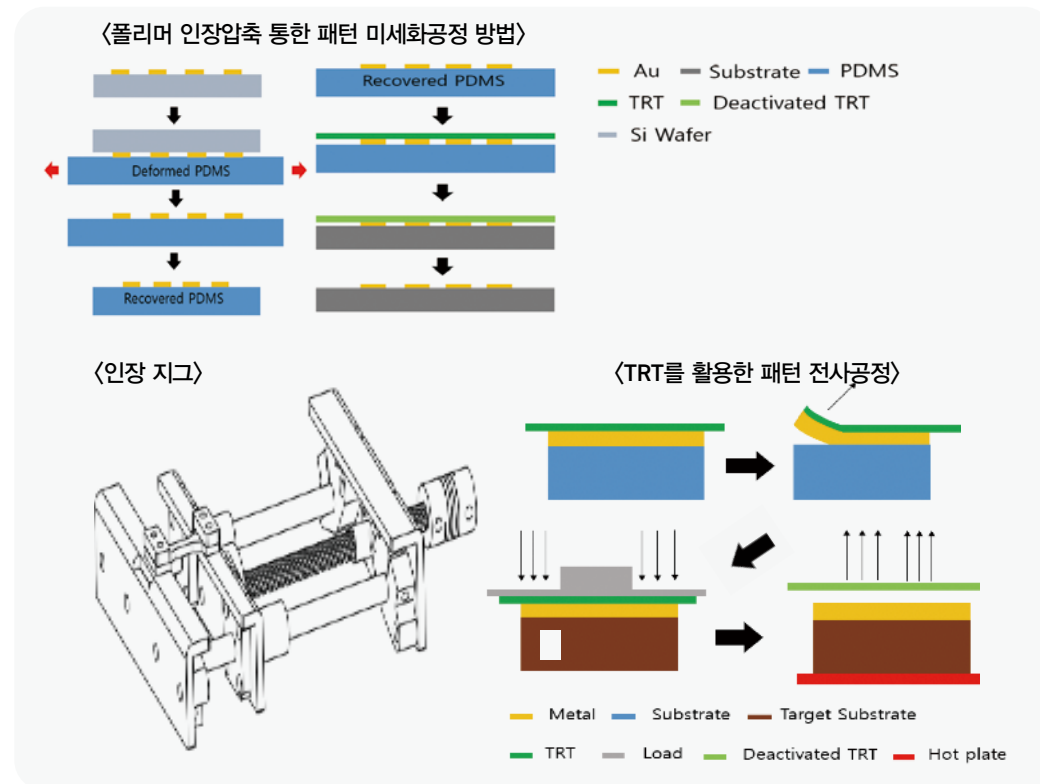 〈폴리머 인장압축 통한 패턴 미세화공정 방법〉
Recovered PDMS
Deformed PDMS
Recovered PDMS
Au Substrate PDMS
TRT Deactivated TRT
Si Wafer
〈인장 지그〉
〈TRT를 활용한 패턴 전사공정〉
Metal Substrate Target Substrate
TRT Load Deactivated TRT Hot plate